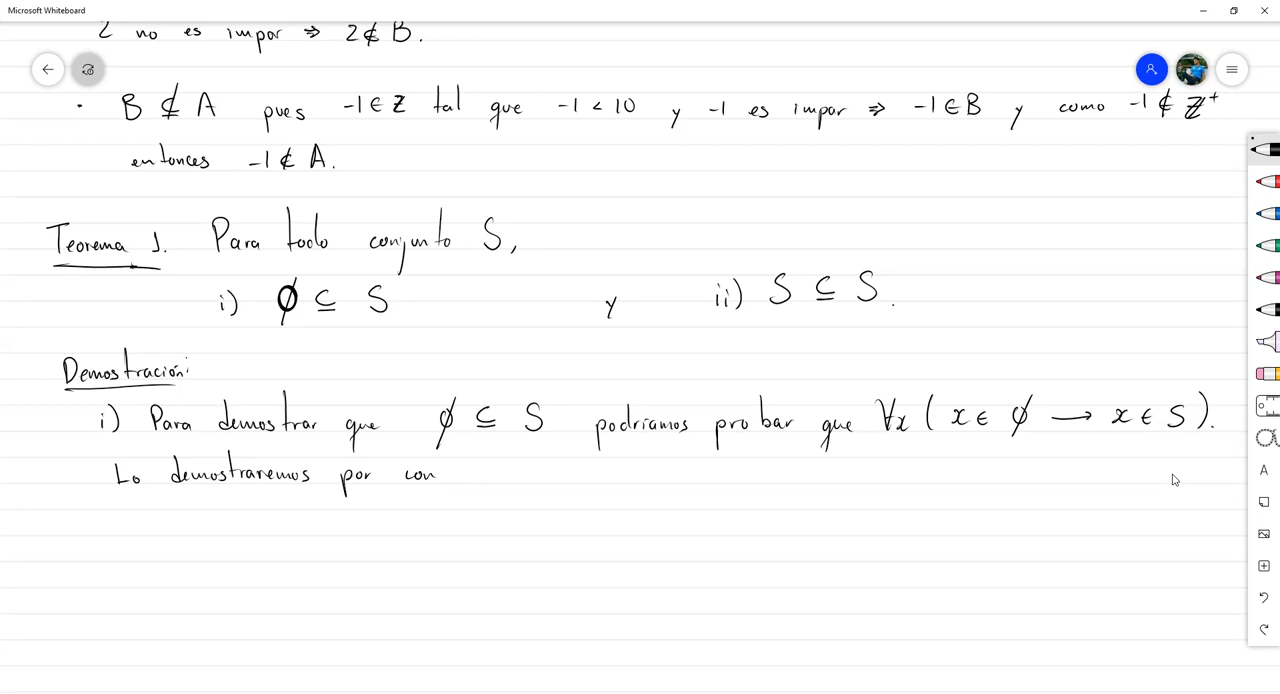 Microsoft Whiteboard
2 no es impar ⇒ 2 ∉ B.
· B ⊈ A pues -1 ∈ Z tal que -1 < 10 y -1 es impar ⇒ -1 ∈ B y como -1 ∉ Z⁺
entonces -1 ∉ A.
Teorema 1. Para todo conjunto S,
i) ∅ ⊆ S y ii) S ⊆ S.
Demostración:
i) Para demostrar que ∅ ⊆ S podríamos probar que ∀x ( x ∈ ∅ → x ∈ S ).
Lo demostraremos por con